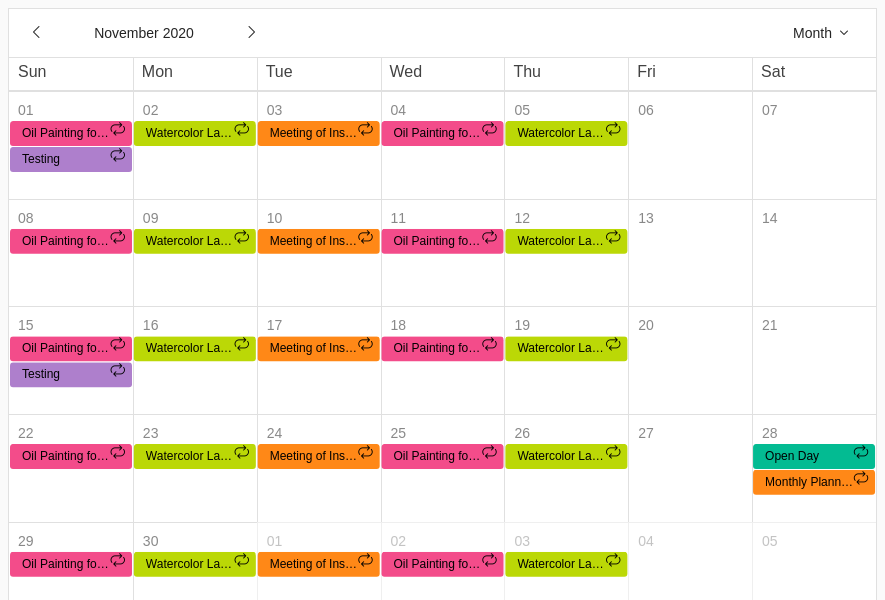 November 2020 Month
Sun Mon Tue Wed Thu Fri Sat
01 02 03 04 05 06 07
Oil Painting fo... Watercolor La... Meeting of Ins... Oil Painting fo... Watercolor La...
Testing
08 09 10 11 12 13 14
Oil Painting fo... Watercolor La... Meeting of Ins... Oil Painting fo... Watercolor La...
15 16 17 18 19 20 21
Oil Painting fo... Watercolor La... Meeting of Ins... Oil Painting fo... Watercolor La...
Testing
22 23 24 25 26 27 28
Oil Painting fo... Watercolor La... Meeting of Ins... Oil Painting fo... Watercolor La... Open Day
Monthly Plann...
29 30 01 02 03 04 05
Oil Painting fo... Watercolor La... Meeting of Ins... Oil Painting fo... Watercolor La...